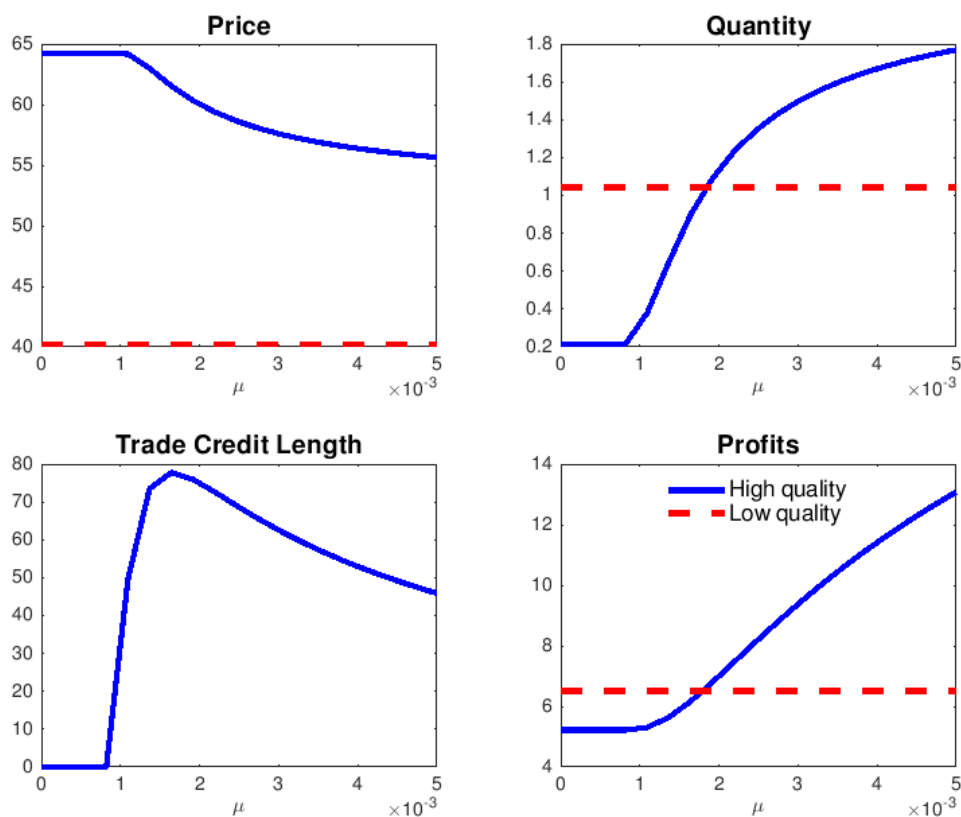 Price
65
60
55
50
45
40
0 1 2 3 4 5
μ ×10⁻³
Quantity
1.8
1.6
1.4
1.2
1
0.8
0.6
0.4
0.2
0 1 2 3 4 5
μ ×10⁻³
Trade Credit Length
80
70
60
50
40
30
20
10
0
0 1 2 3 4 5
μ ×10⁻³
Profits
14
12
10
8
6
4
High quality
Low quality
0 1 2 3 4 5
μ ×10⁻³